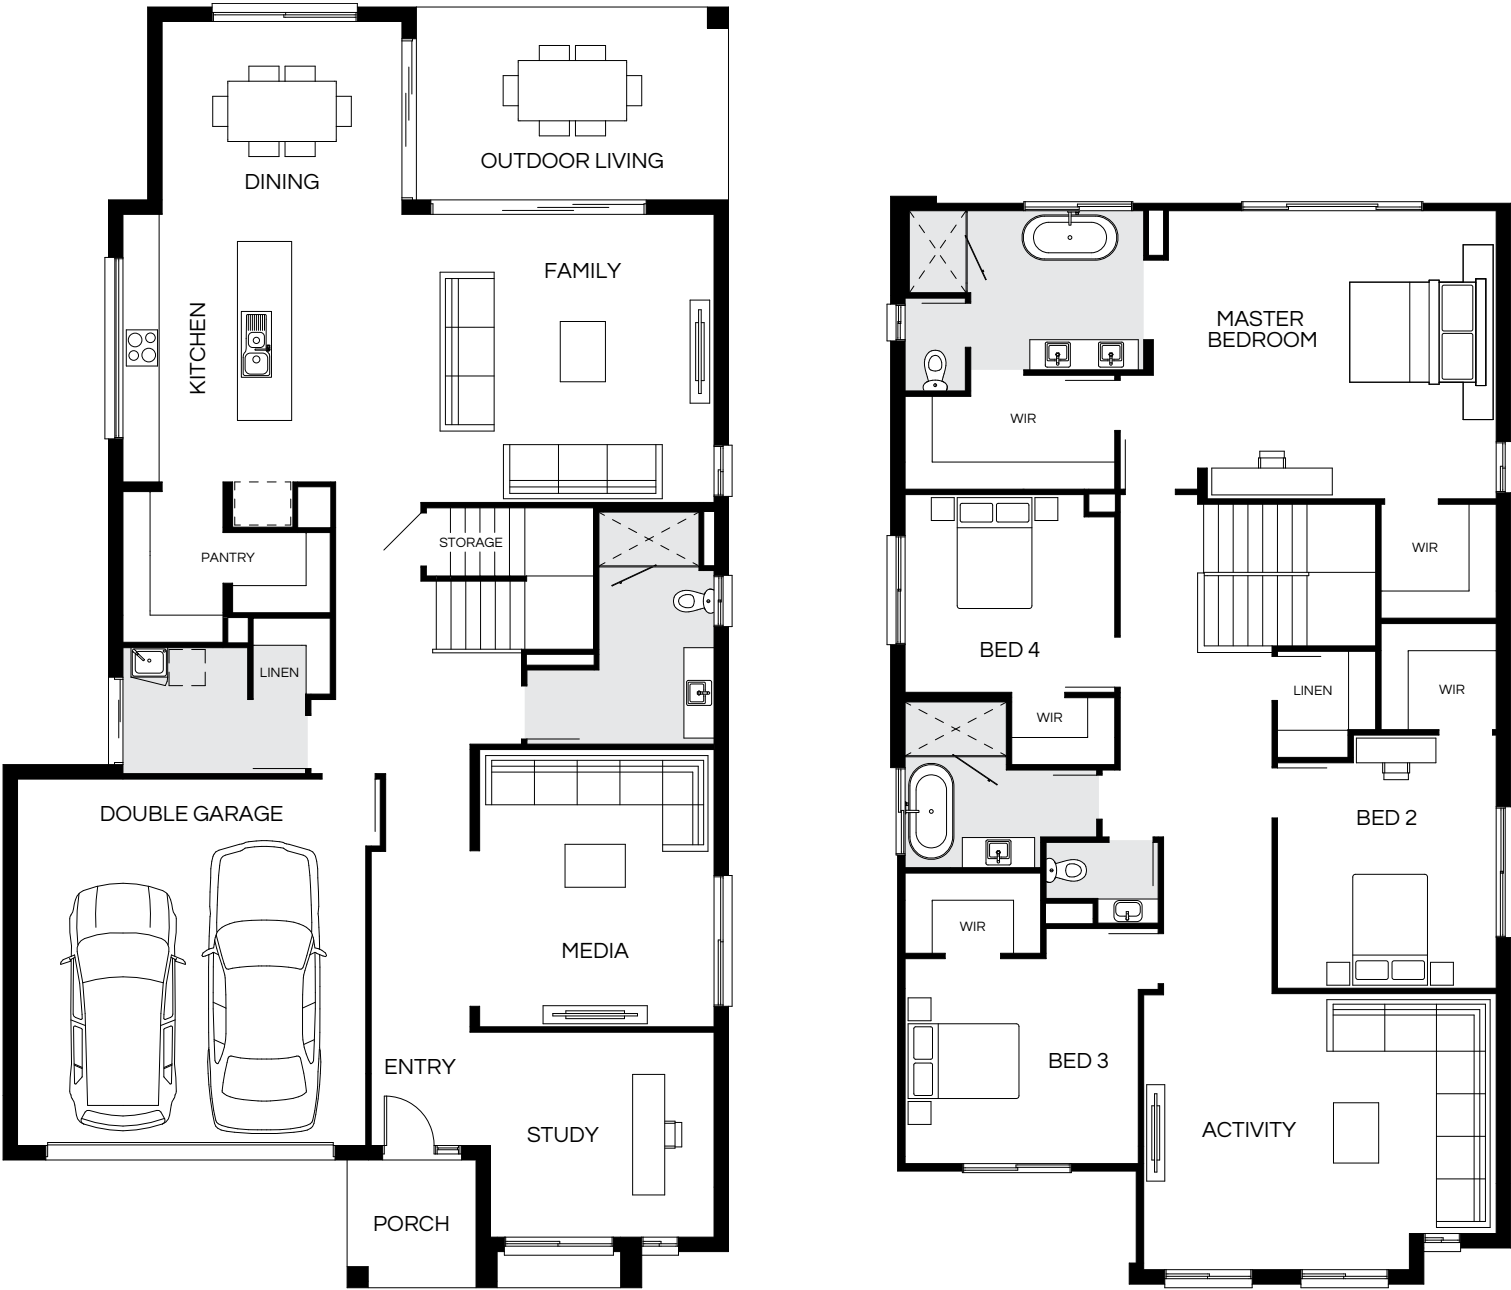 OUTDOOR LIVING
DINING
FAMILY
KITCHEN
STORAGE
PANTRY
LINEN
DOUBLE GARAGE
MEDIA
ENTRY
STUDY
PORCH
MASTER
BEDROOM
WIR
WIR
BED 4
LINEN
WIR
WIR
BED 2
WIR
BED 3
ACTIVITY